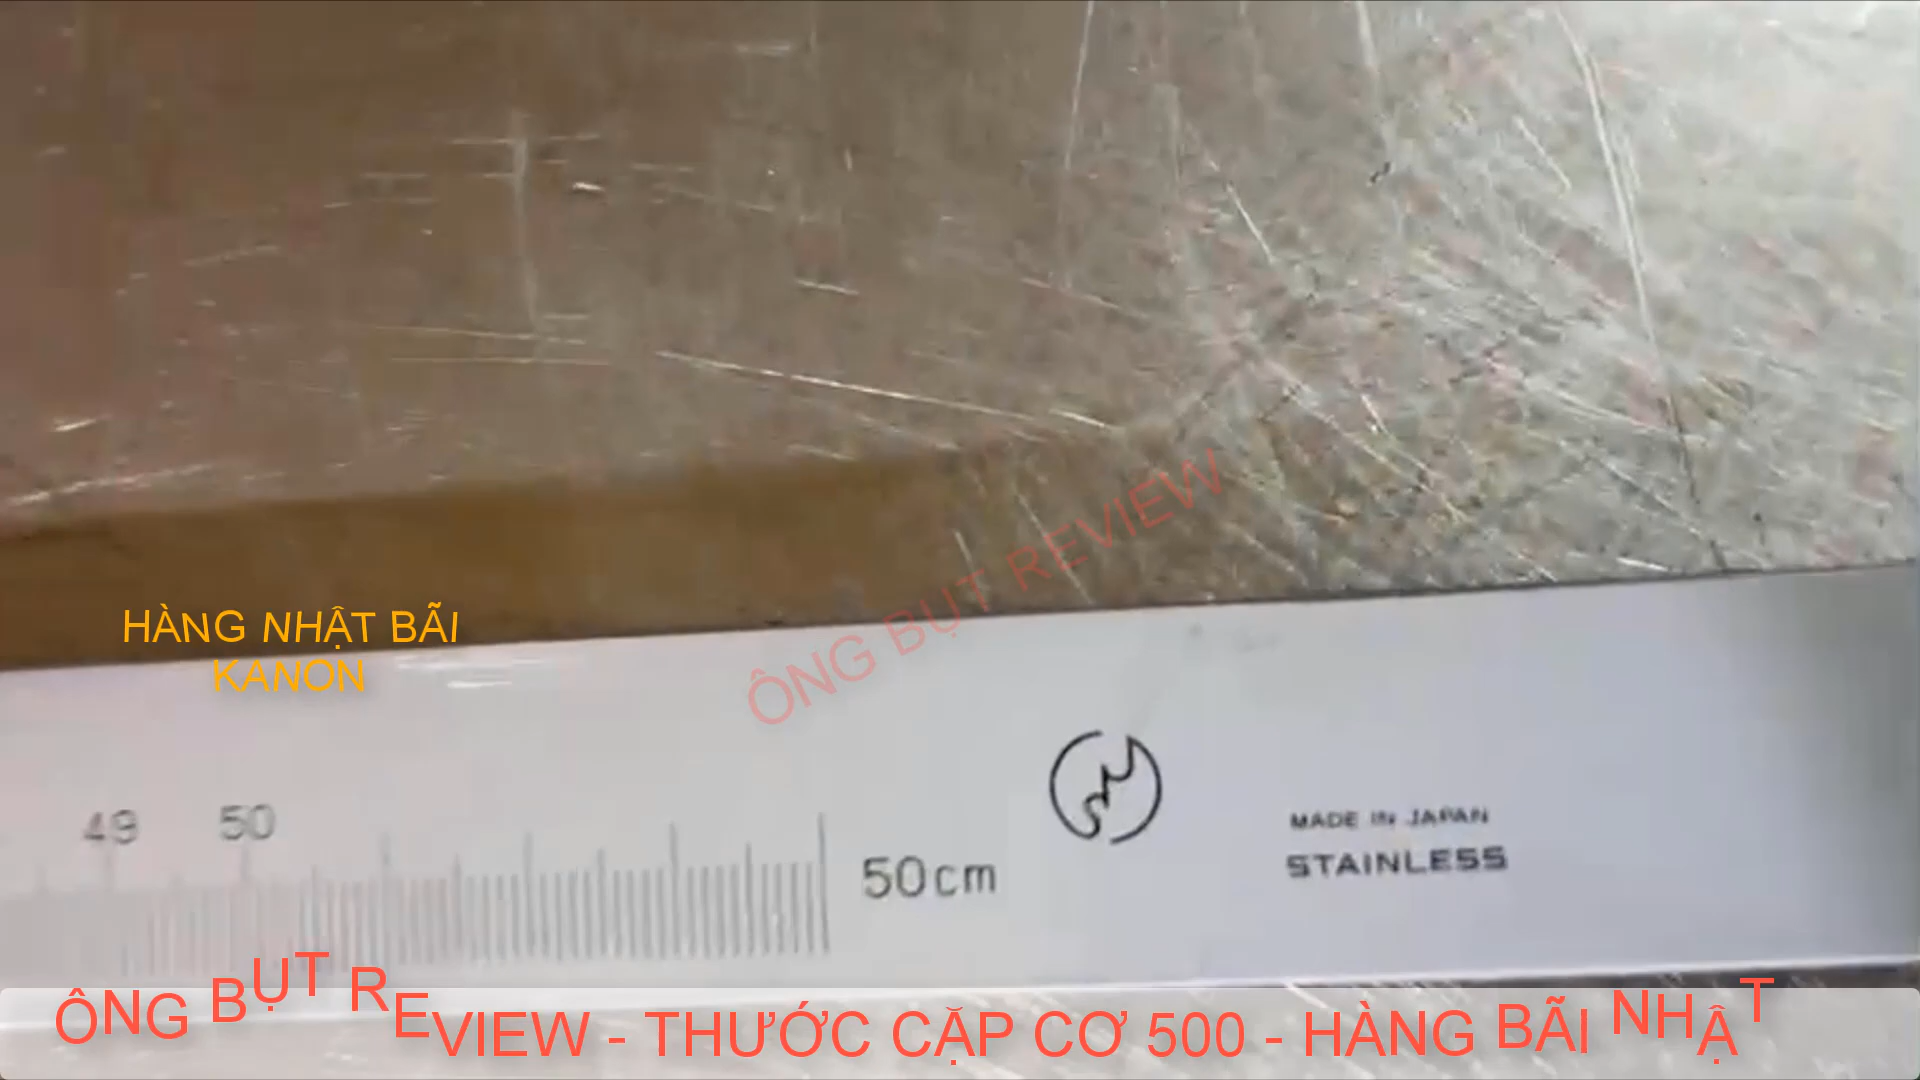 ÔNG BỤT REVIEW
HÀNG NHẬT BÃI
KANON
49 50
50cm
MADE IN JAPAN
STAINLESS
ÔNG BỤT REVIEW - THƯỚC CẶP CƠ 500 - HÀNG BÃI NHẬT